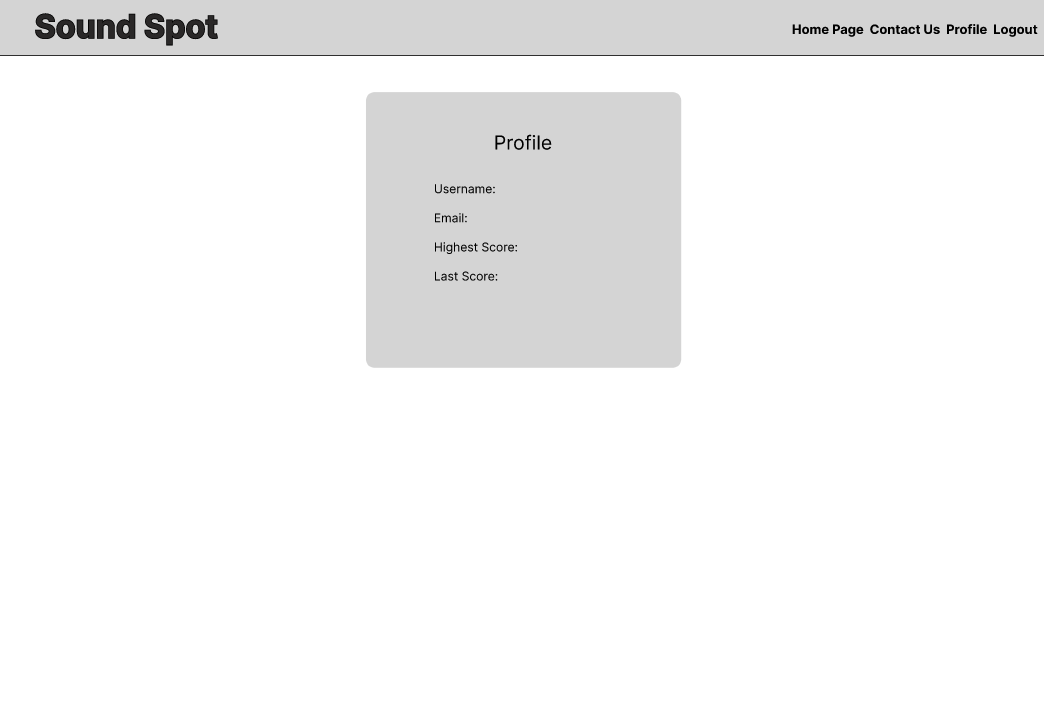 Sound Spot
Home Page Contact Us Profile Logout
Profile
Username:
Email:
Highest Score:
Last Score: